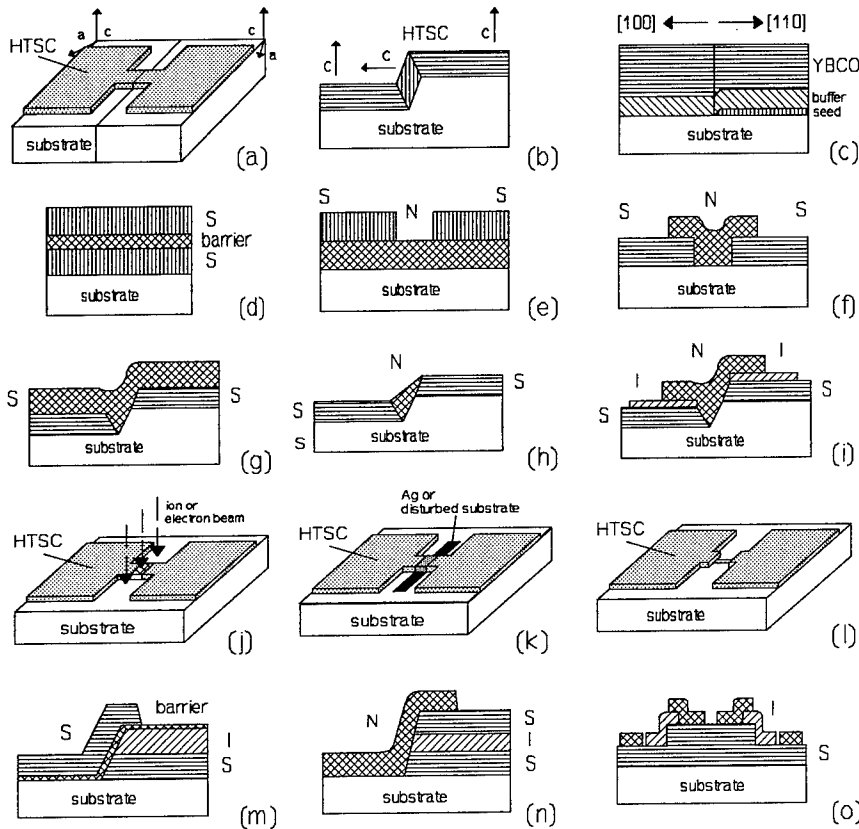 a c c
HTSC a
substrate
(a)
c c c
HTSC
substrate
(b)
[100] [110]
YBCO
buffer
seed
substrate
(c)
S
barrier
S
substrate
(d)
S N S
substrate
(e)
S N S
substrate
(f)
S S
substrate
(g)
N
S S
S substrate
(h)
I N I
S S
substrate
(i)
ion or
electron beam
HTSC
substrate
(j)
Ag or
disturbed substrate
HTSC
substrate
(k)
HTSC
substrate
(l)
barrier
S I
S
substrate
(m)
N S
I
S
substrate
(n)
I
S
substrate
(o)